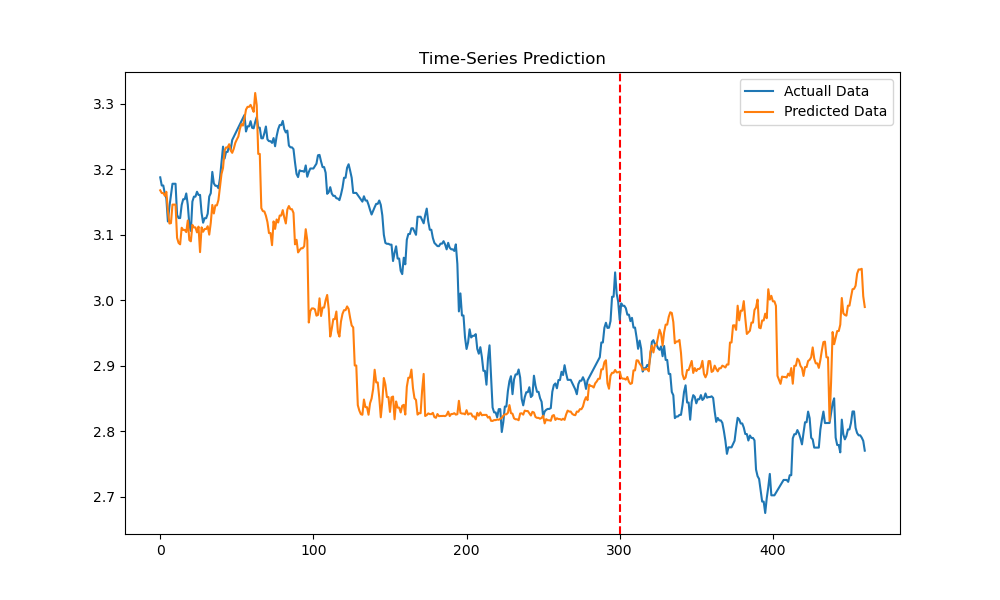 Time-Series Prediction
Actuall Data
Predicted Data
3.3
3.2
3.1
3.0
2.9
2.8
2.7
0 100 200 300 400